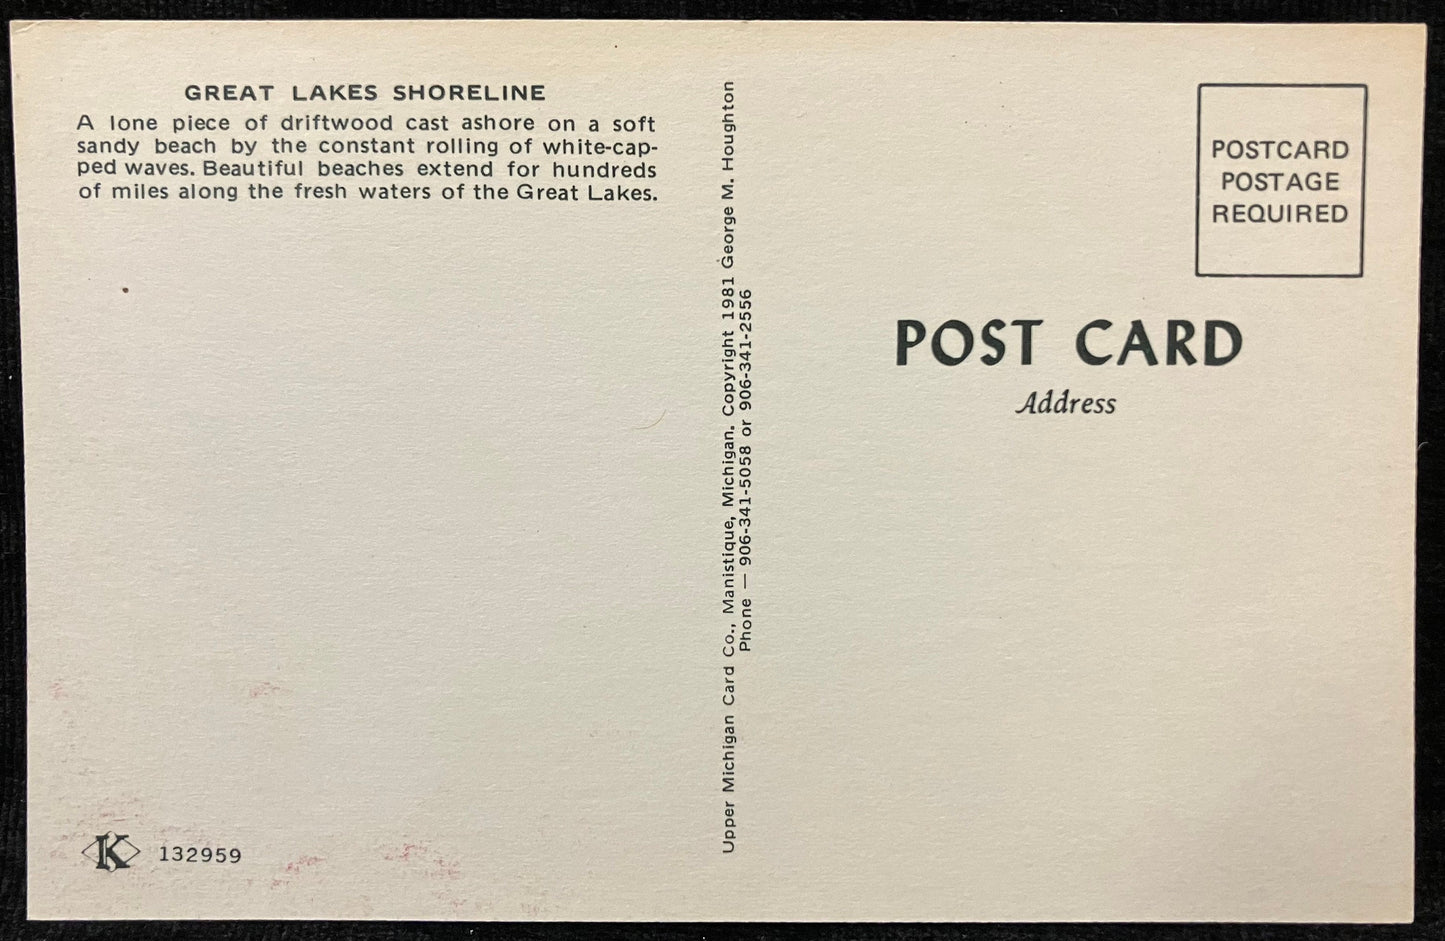 GREAT LAKES SHORELINE
A lone piece of driftwood cast ashore on a soft
sandy beach by the constant rolling of white-cap-
ped waves. Beautiful beaches extend for hundreds
of miles along the fresh waters of the Great Lakes.
K 132959
Upper Michigan Card Co., Manistique, Michigan. Copyright 1981 George M. Houghton
Phone — 906-341-5058 or 906-341-2556
POSTCARD
POSTAGE
REQUIRED
POST CARD
Address